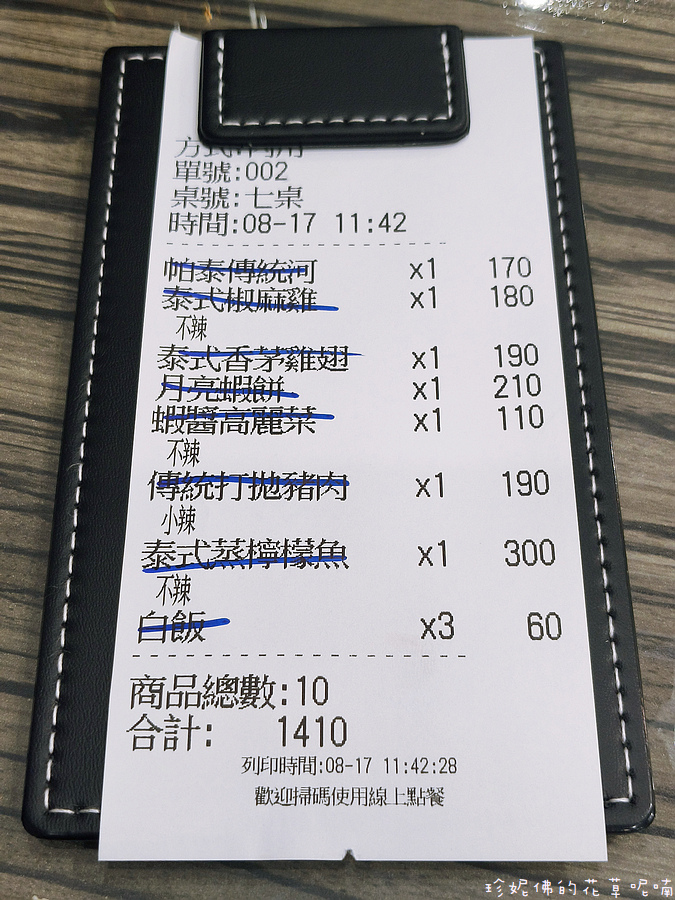 方式:內用
單號:002
桌號:七桌
時間:08-17 11:42
帕泰傳統河 x1 170
泰式椒麻雞 x1 180
不辣
泰式香茅雞翅 x1 190
月亮蝦餅 x1 210
蝦醬高麗菜 x1 110
不辣
傳統打拋豬肉 x1 190
小辣
泰式蒸檸檬魚 x1 300
不辣
白飯 x3 60
商品總數:10
合計: 1410
列印時間:08-17 11:42:28
歡迎掃碼使用線上點餐
珍妮佛的花草呢喃